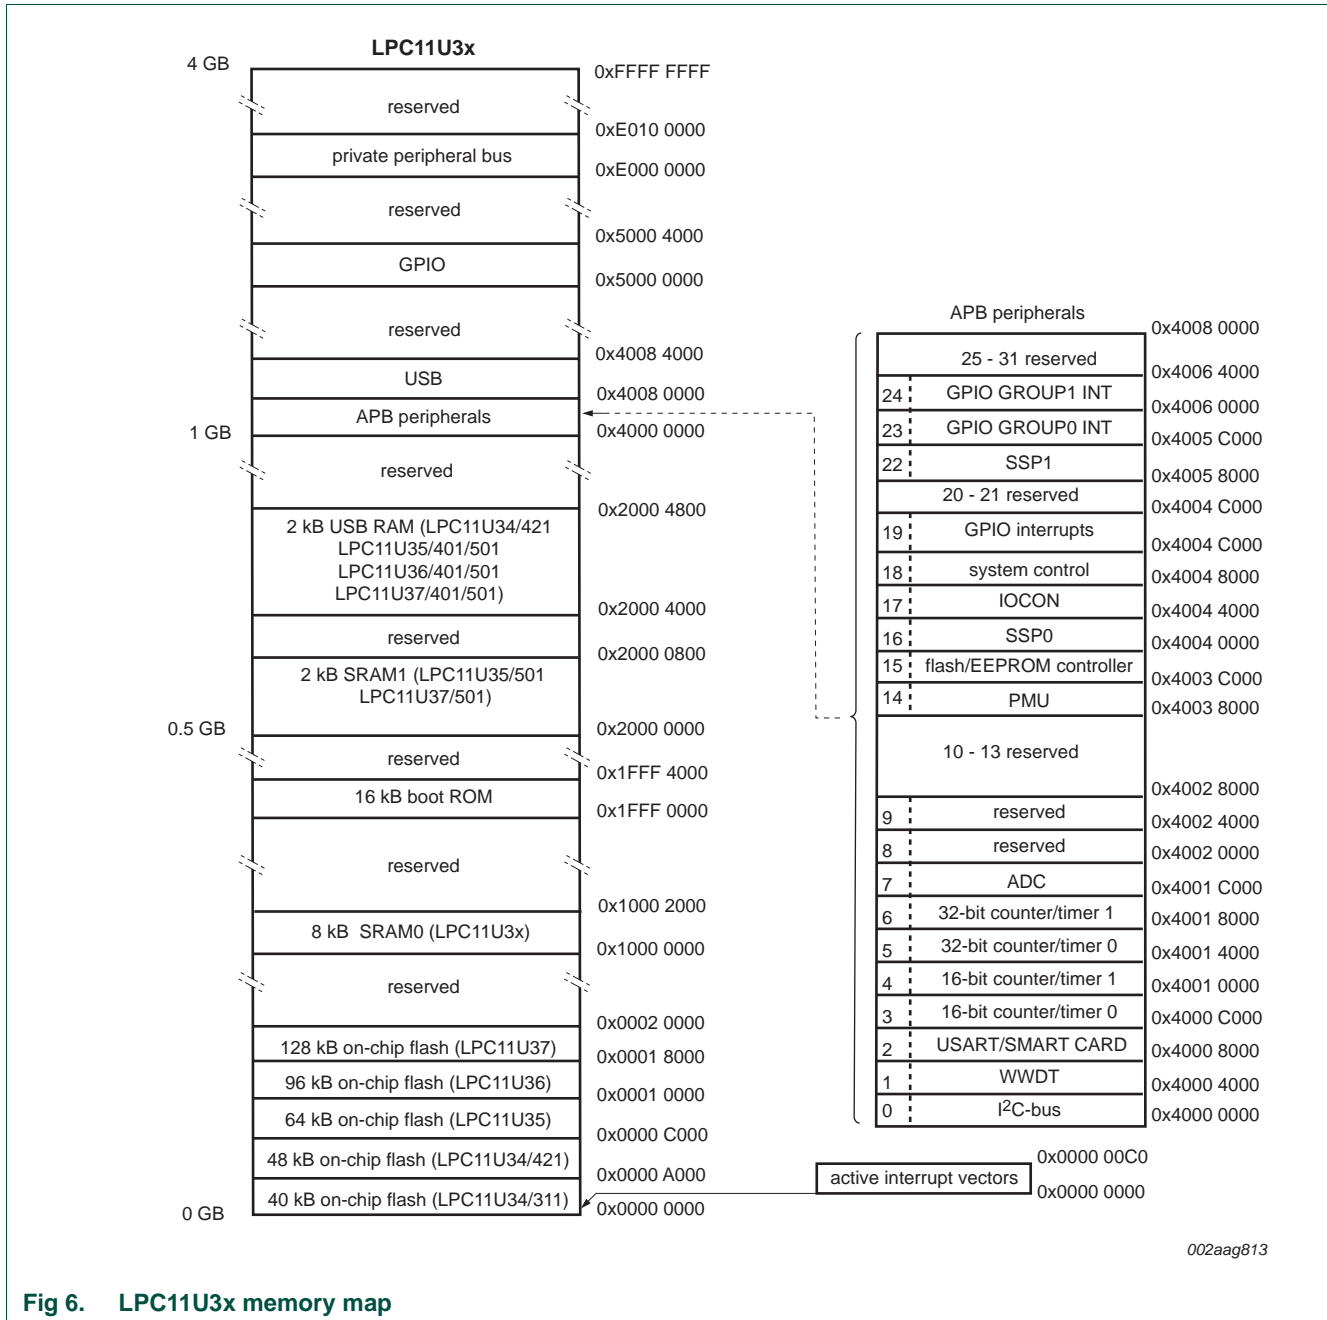 LPC11U3x
4 GB
0xFFFF FFFF
reserved
0xE010 0000
private peripheral bus
0xE000 0000
reserved
0x5000 4000
GPIO
0x5000 0000
reserved
0x4008 4000
USB
0x4008 0000
APB peripherals
1 GB
0x4000 0000
reserved
0x2000 4800
2 kB USB RAM (LPC11U34/421
LPC11U35/401/501
LPC11U36/401/501
LPC11U37/401/501)
0x2000 4000
reserved
0x2000 0800
2 kB SRAM1 (LPC11U35/501
LPC11U37/501)
0.5 GB
0x2000 0000
reserved
0x1FFF 4000
16 kB boot ROM
0x1FFF 0000
reserved
0x1000 2000
8 kB SRAM0 (LPC11U3x)
0x1000 0000
reserved
0x0002 0000
128 kB on-chip flash (LPC11U37)
0x0001 8000
96 kB on-chip flash (LPC11U36)
0x0001 0000
64 kB on-chip flash (LPC11U35)
0x0000 C000
48 kB on-chip flash (LPC11U34/421)
0x0000 A000
40 kB on-chip flash (LPC11U34/311)
0 GB
0x0000 0000
APB peripherals
0x4008 0000
25 - 31 reserved
0x4006 4000
24 GPIO GROUP1 INT
0x4006 0000
23 GPIO GROUP0 INT
0x4005 C000
22 SSP1
0x4005 8000
20 - 21 reserved
0x4004 C000
19 GPIO interrupts
0x4004 C000
18 system control
0x4004 8000
17 IOCON
0x4004 4000
16 SSP0
0x4004 0000
15 flash/EEPROM controller
0x4003 C000
14 PMU
0x4003 8000
10 - 13 reserved
0x4002 8000
9 reserved
0x4002 4000
8 reserved
0x4002 0000
7 ADC
0x4001 C000
6 32-bit counter/timer 1
0x4001 8000
5 32-bit counter/timer 0
0x4001 4000
4 16-bit counter/timer 1
0x4001 0000
3 16-bit counter/timer 0
0x4000 C000
2 USART/SMART CARD
0x4000 8000
1 WWDT
0x4000 4000
0 I2C-bus
0x4000 0000
0x0000 00C0
active interrupt vectors
0x0000 0000
002aag813
Fig 6. LPC11U3x memory map